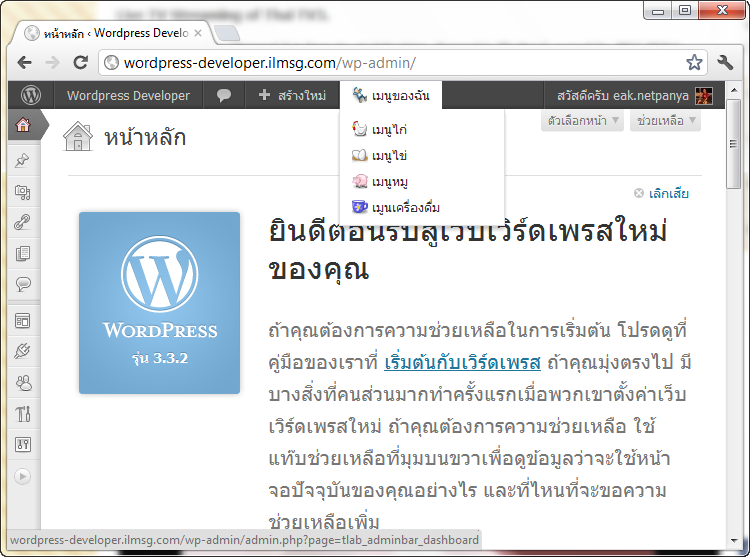 หน้าหลัก ‹ Wordpress Develo
wordpress-developer.ilmsg.com/wp-admin/
Wordpress Developer
สร้างใหม่
เมนูของฉัน
สวัสดีครับ eak.netpanya
หน้าหลัก
ตัวเลือกหน้า
ช่วยเหลือ
เมนูไก่
เมนูไข่
เมนูหมู
เมูนเครื่องดื่ม
เลิกเสีย
ยินดีต้อนรับสู่เว็บเวิร์ดเพรสใหม่
ของคุณ
WORDPRESS
รุ่น 3.3.2
ถ้าคุณต้องการความช่วยเหลือในการเริ่มต้น โปรดดูที่
คู่มือของเราที่ เริ่มต้นกับเวิร์ดเพรส ถ้าคุณมุ่งตรงไป มี
บางสิ่งที่คนส่วนมากทำครั้งแรกเมื่อพวกเขาตั้งค่าเว็บ
เวิร์ดเพรสใหม่ ถ้าคุณต้องการความช่วยเหลือ ใช้
แท๊บช่วยเหลือที่มุมบนขวาเพื่อดูข้อมูลว่าจะใช้หน้า
จอปัจจุบันของคุณอย่างไร และที่ไหนที่จะขอความ
ช่วยเหลือเพิ่ม
wordpress-developer.ilmsg.com/wp-admin/admin.php?page=tlab_adminbar_dashboard